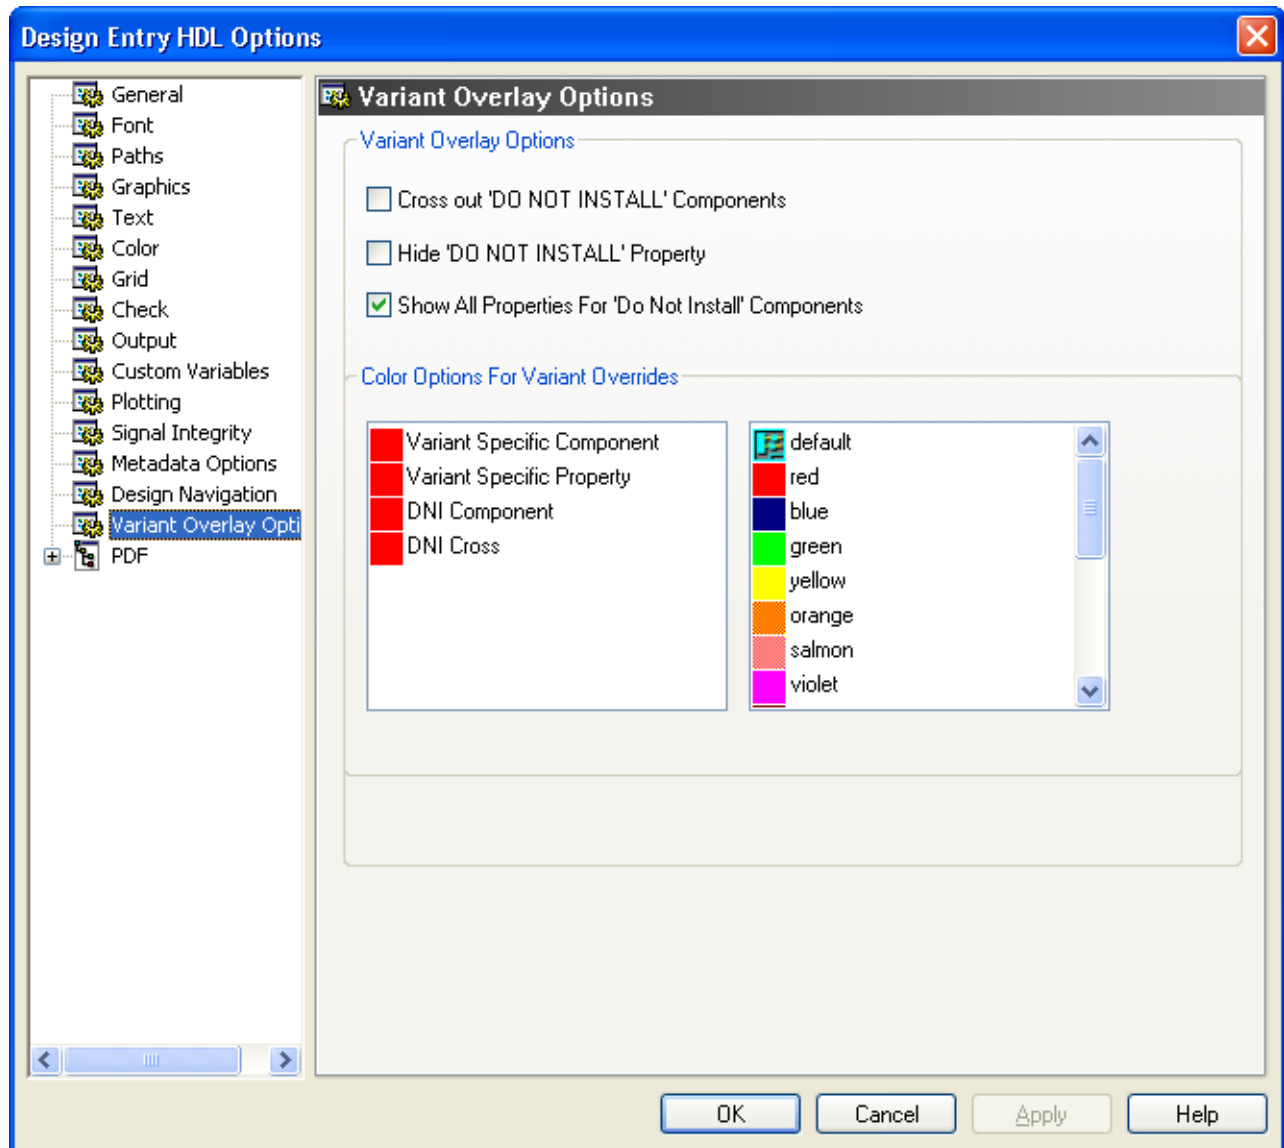 Design Entry HDL Options
General
Font
Paths
Graphics
Text
Color
Grid
Check
Output
Custom Variables
Plotting
Signal Integrity
Metadata Options
Design Navigation
Variant Overlay Opti
PDF
Variant Overlay Options
Variant Overlay Options
Cross out 'DO NOT INSTALL' Components
Hide 'DO NOT INSTALL' Property
Show All Properties For 'Do Not Install' Components
Color Options For Variant Overrides
Variant Specific Component
Variant Specific Property
DNI Component
DNI Cross
default
red
blue
green
yellow
orange
salmon
violet
OK
Cancel
Apply
Help